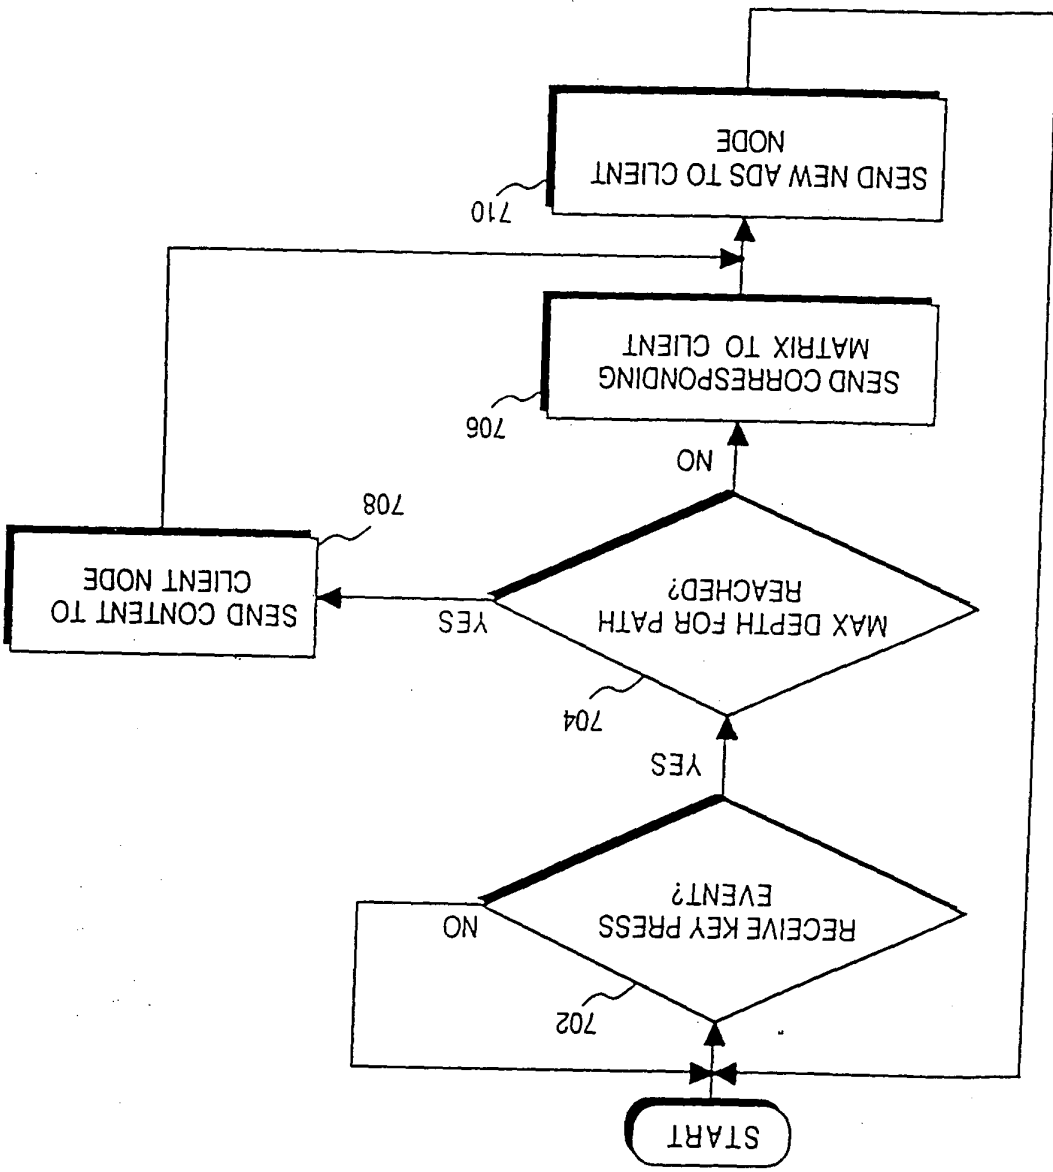 START
702
RECEIVE KEY PRESS
EVENT?
NO
YES
704
MAX DEPTH FOR PATH
REACHED?
YES
708
SEND CONTENT TO
CLIENT NODE
NO
706
SEND CORRESPONDING
MATRIX TO CLIENT
710
SEND NEW ADS TO CLIENT
NODE